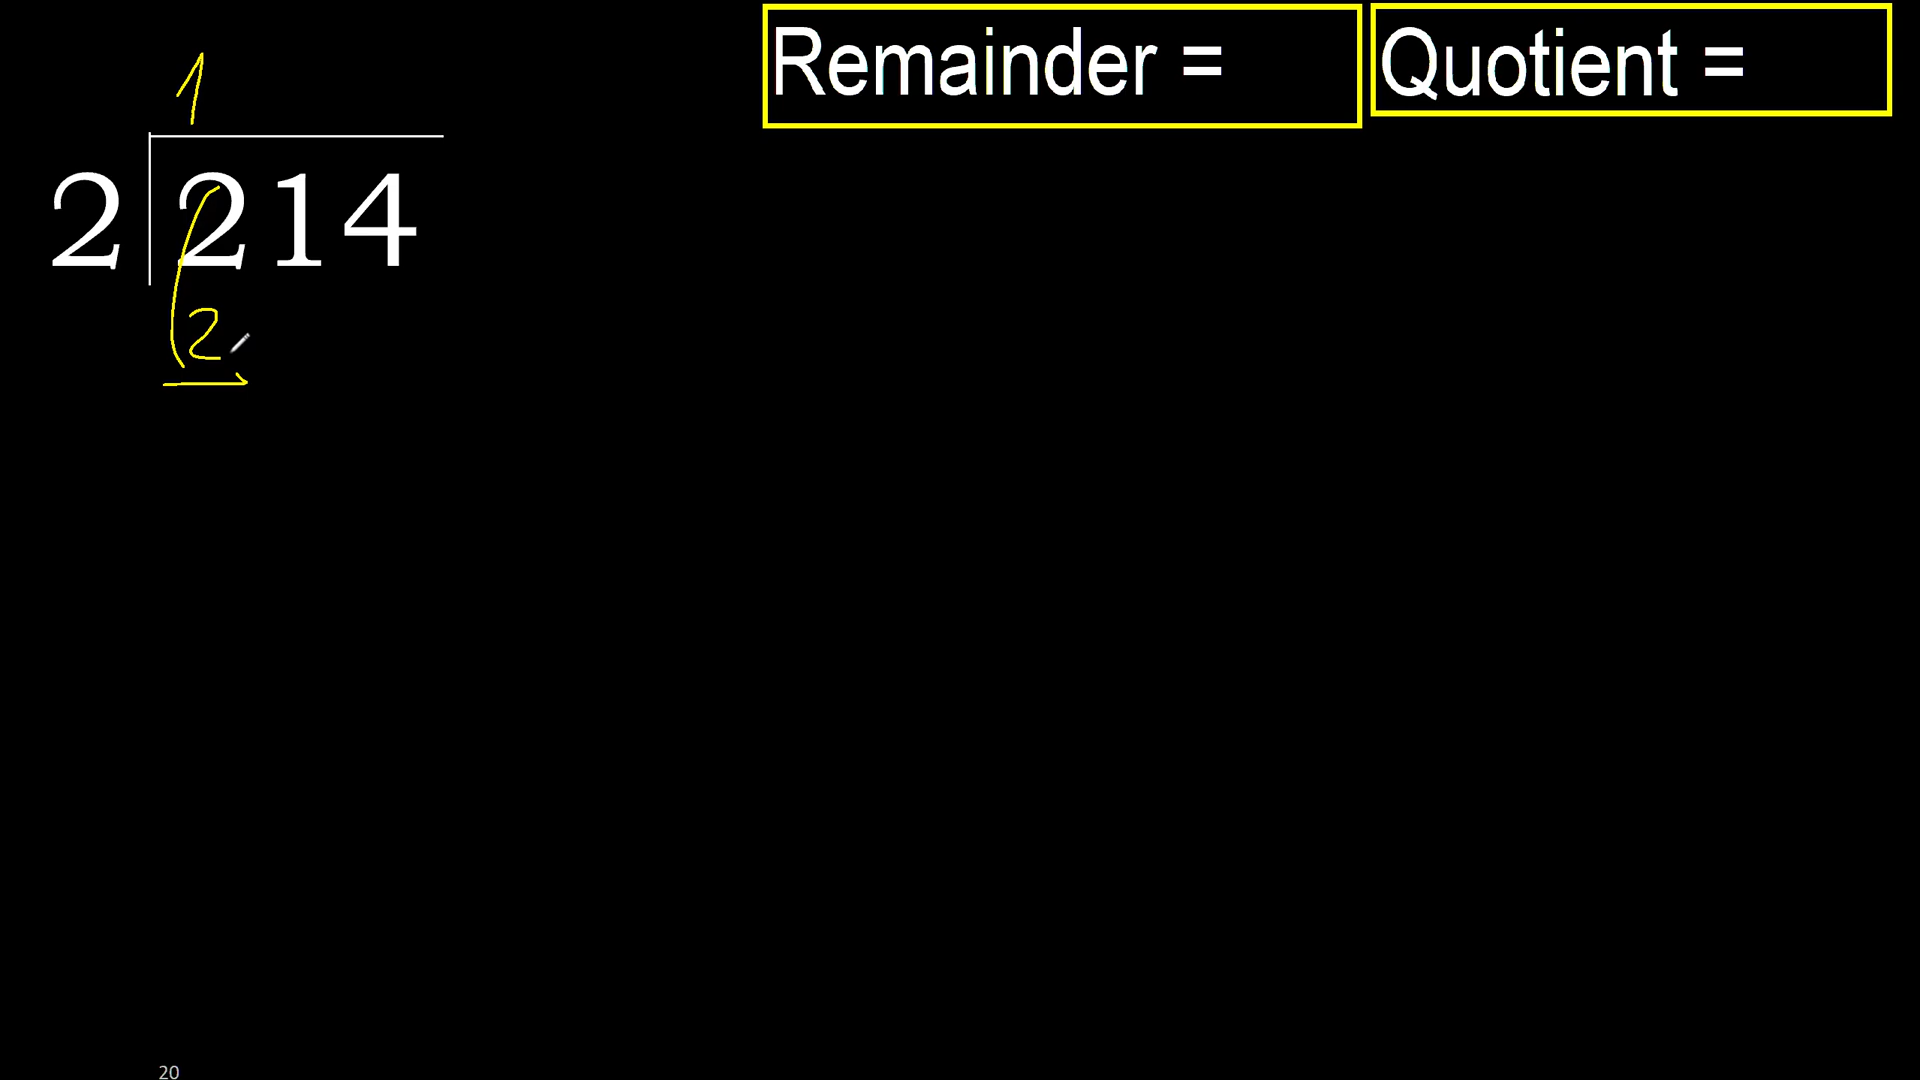 Remainder = Quotient =
1
2 214
2
20